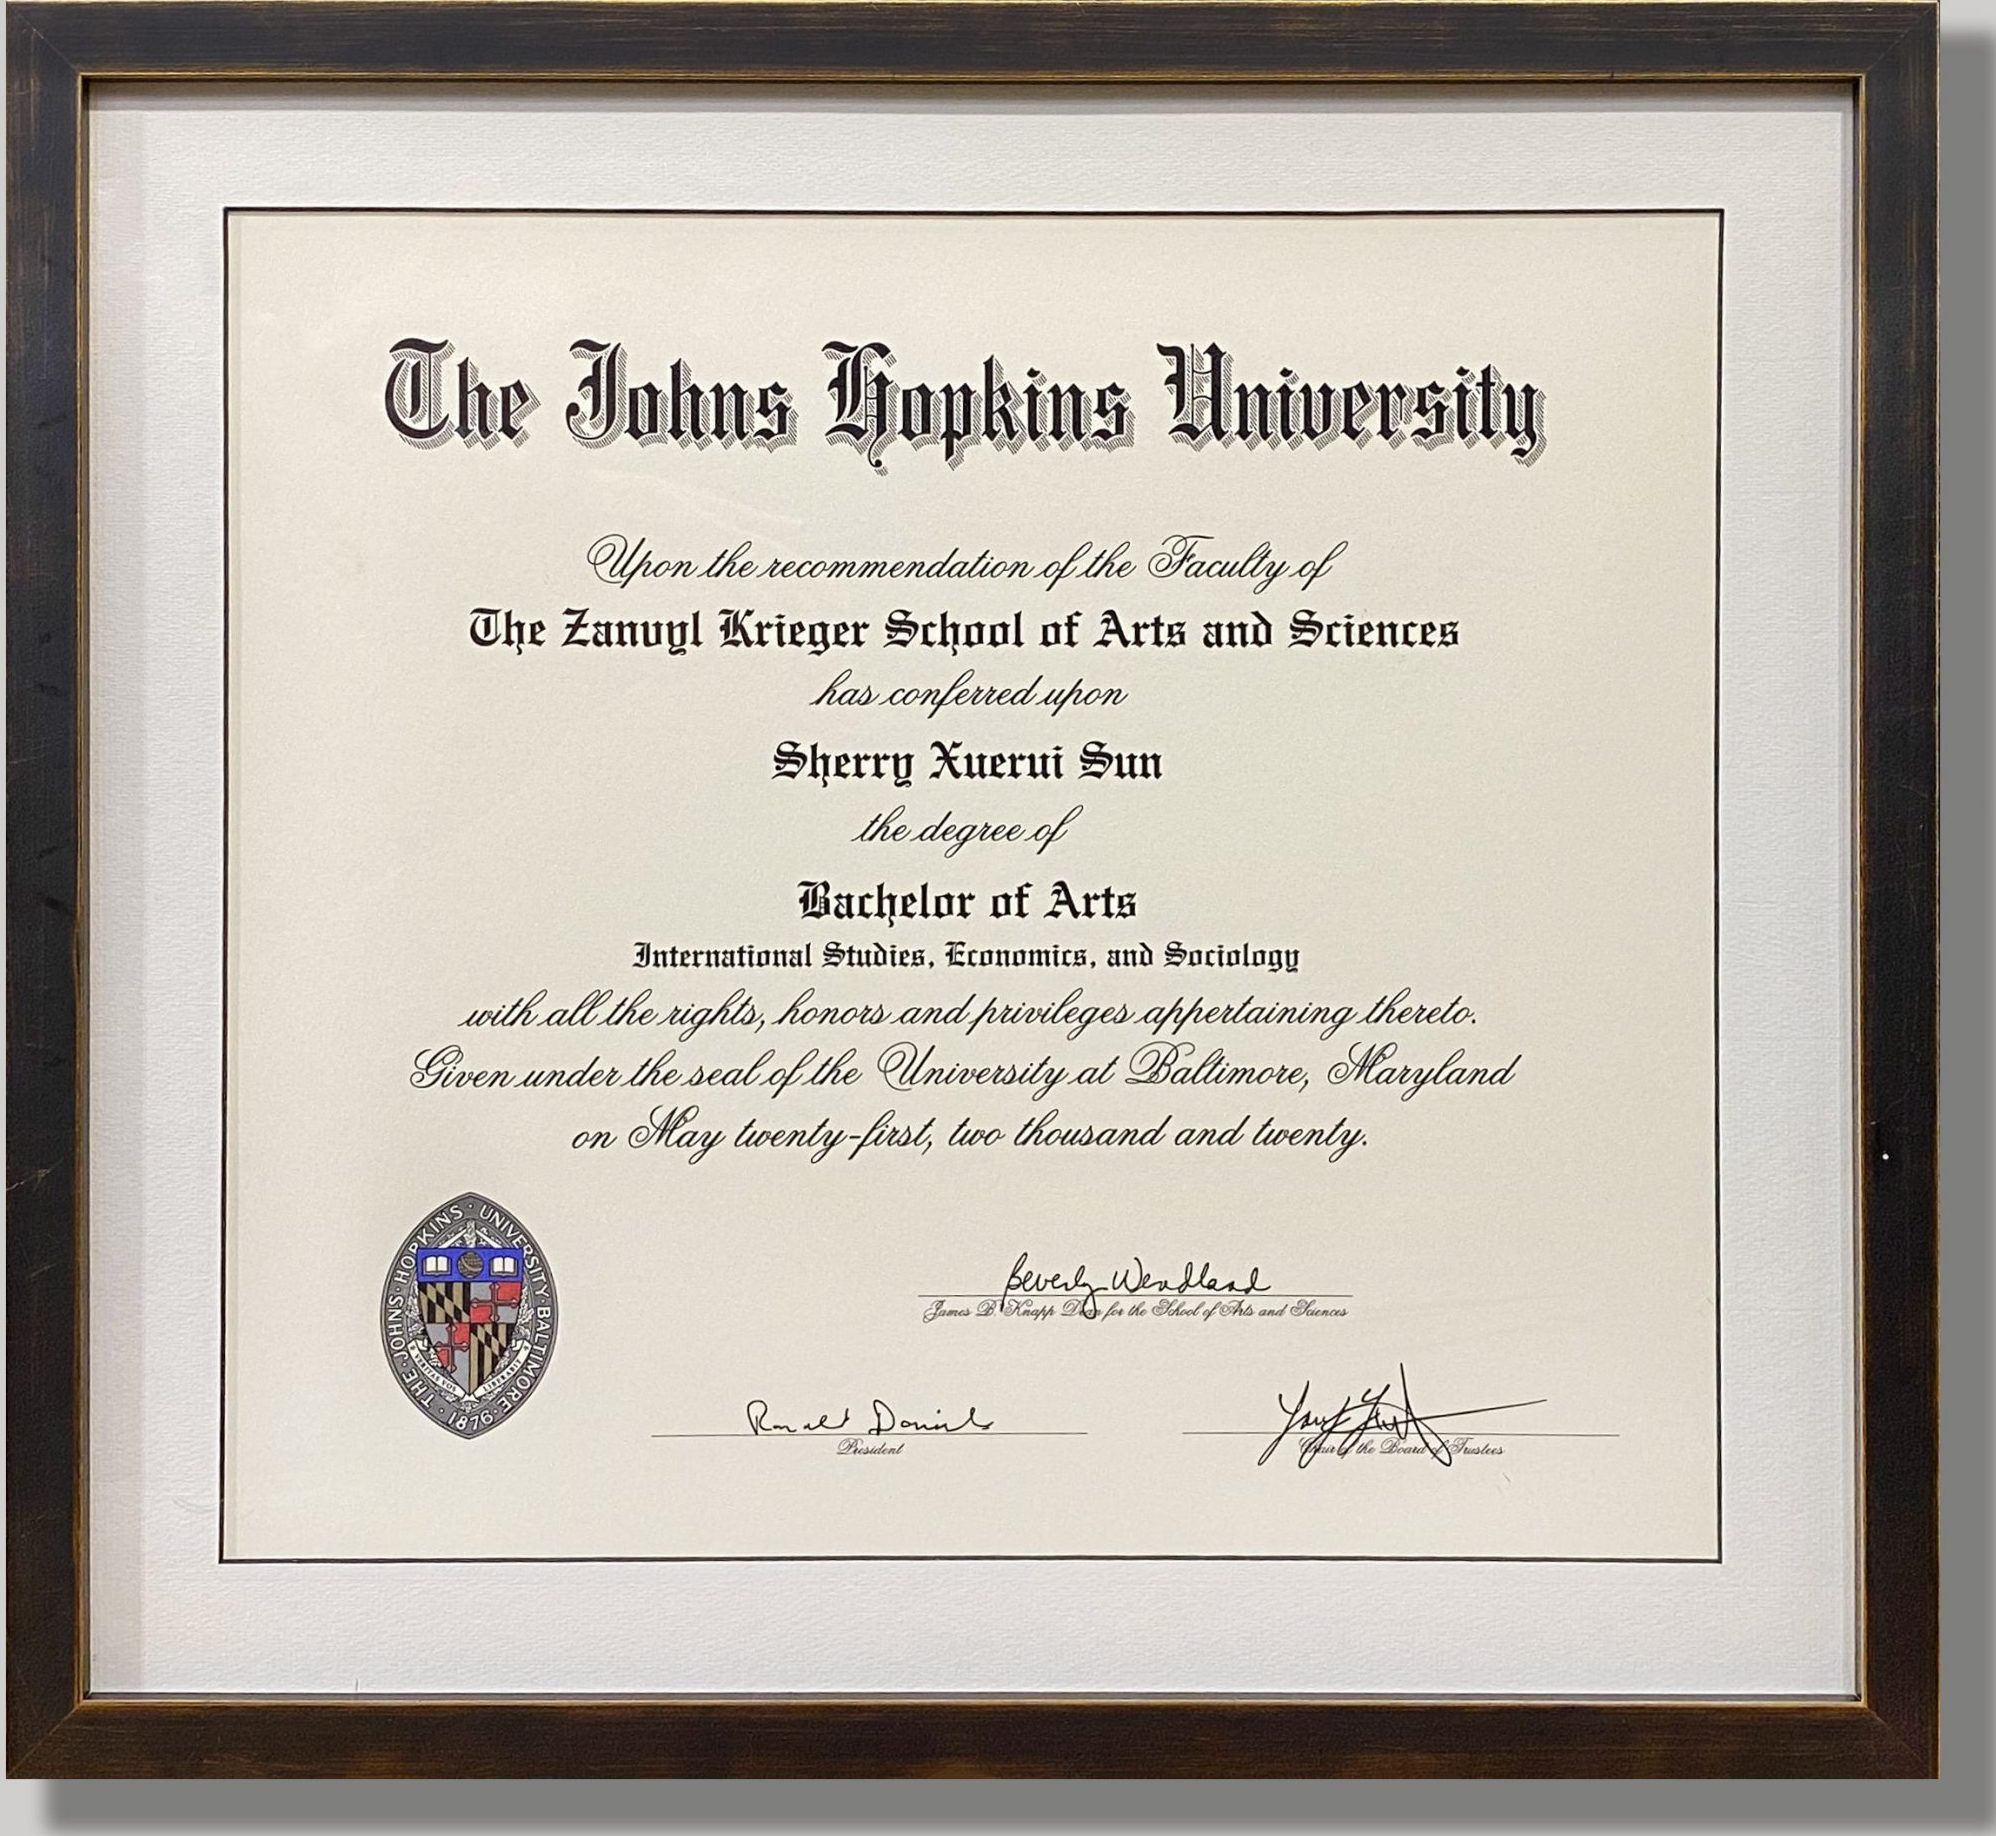 The Johns Hopkins University
Upon the recommendation of the Faculty of
The Zanvyl Krieger School of Arts and Sciences
has conferred upon
Sherry Xuerui Sun
the degree of
Bachelor of Arts
International Studies, Economics, and Sociology
with all the rights, honors and privileges appertaining thereto.
Given under the seal of the University at Baltimore, Maryland
on May twenty-first, two thousand and twenty.
THE · JOHNS · HOPKINS · UNIVERSITY · BALTIMORE · 1876 ·
VERITAS VOS LIBERABIT
Beverly Wendland
James B. Knapp Dean for the School of Arts and Sciences
Ronald Daniels
President
Chair of the Board of Trustees